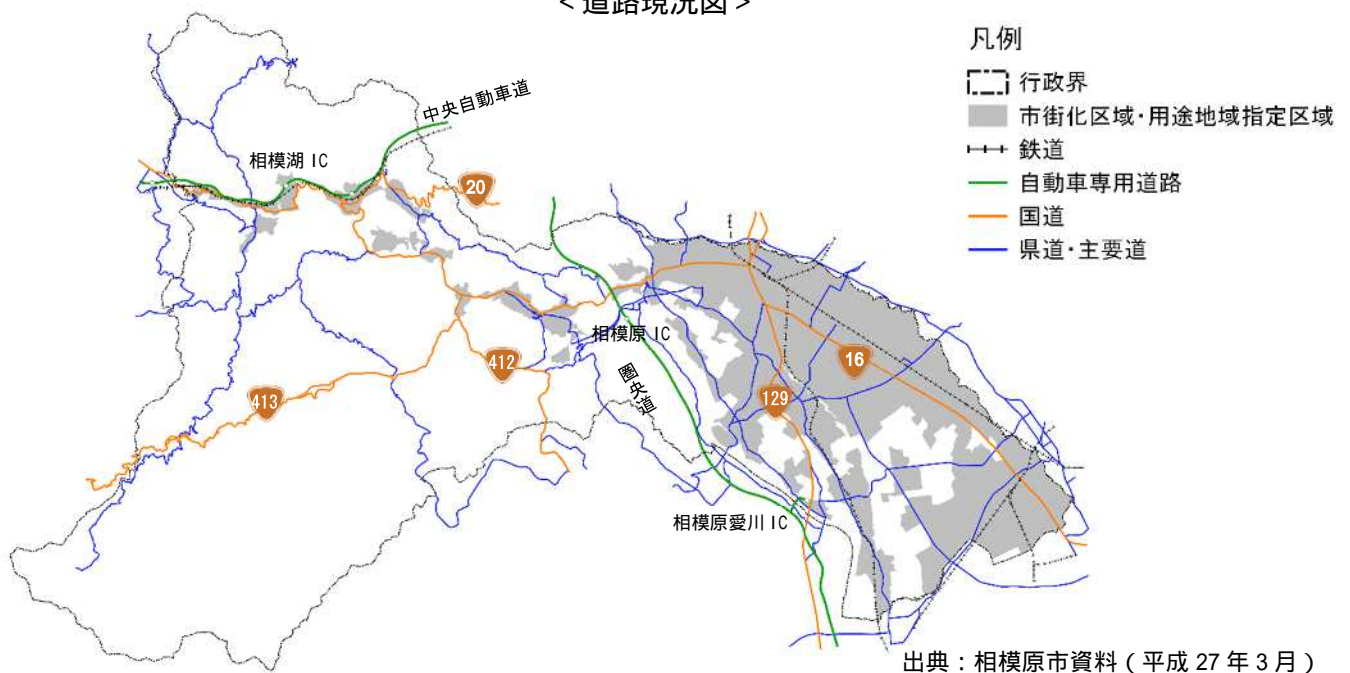 <道路現況図>
凡例
行政界
市街化区域・用途地域指定区域
鉄道
自動車専用道路
国道
県道・主要道
中央自動車道
相模湖 IC
20
相模原 IC
圏央道
412
413
16
129
相模原愛川 IC
出典：相模原市資料（平成 27 年 3 月）